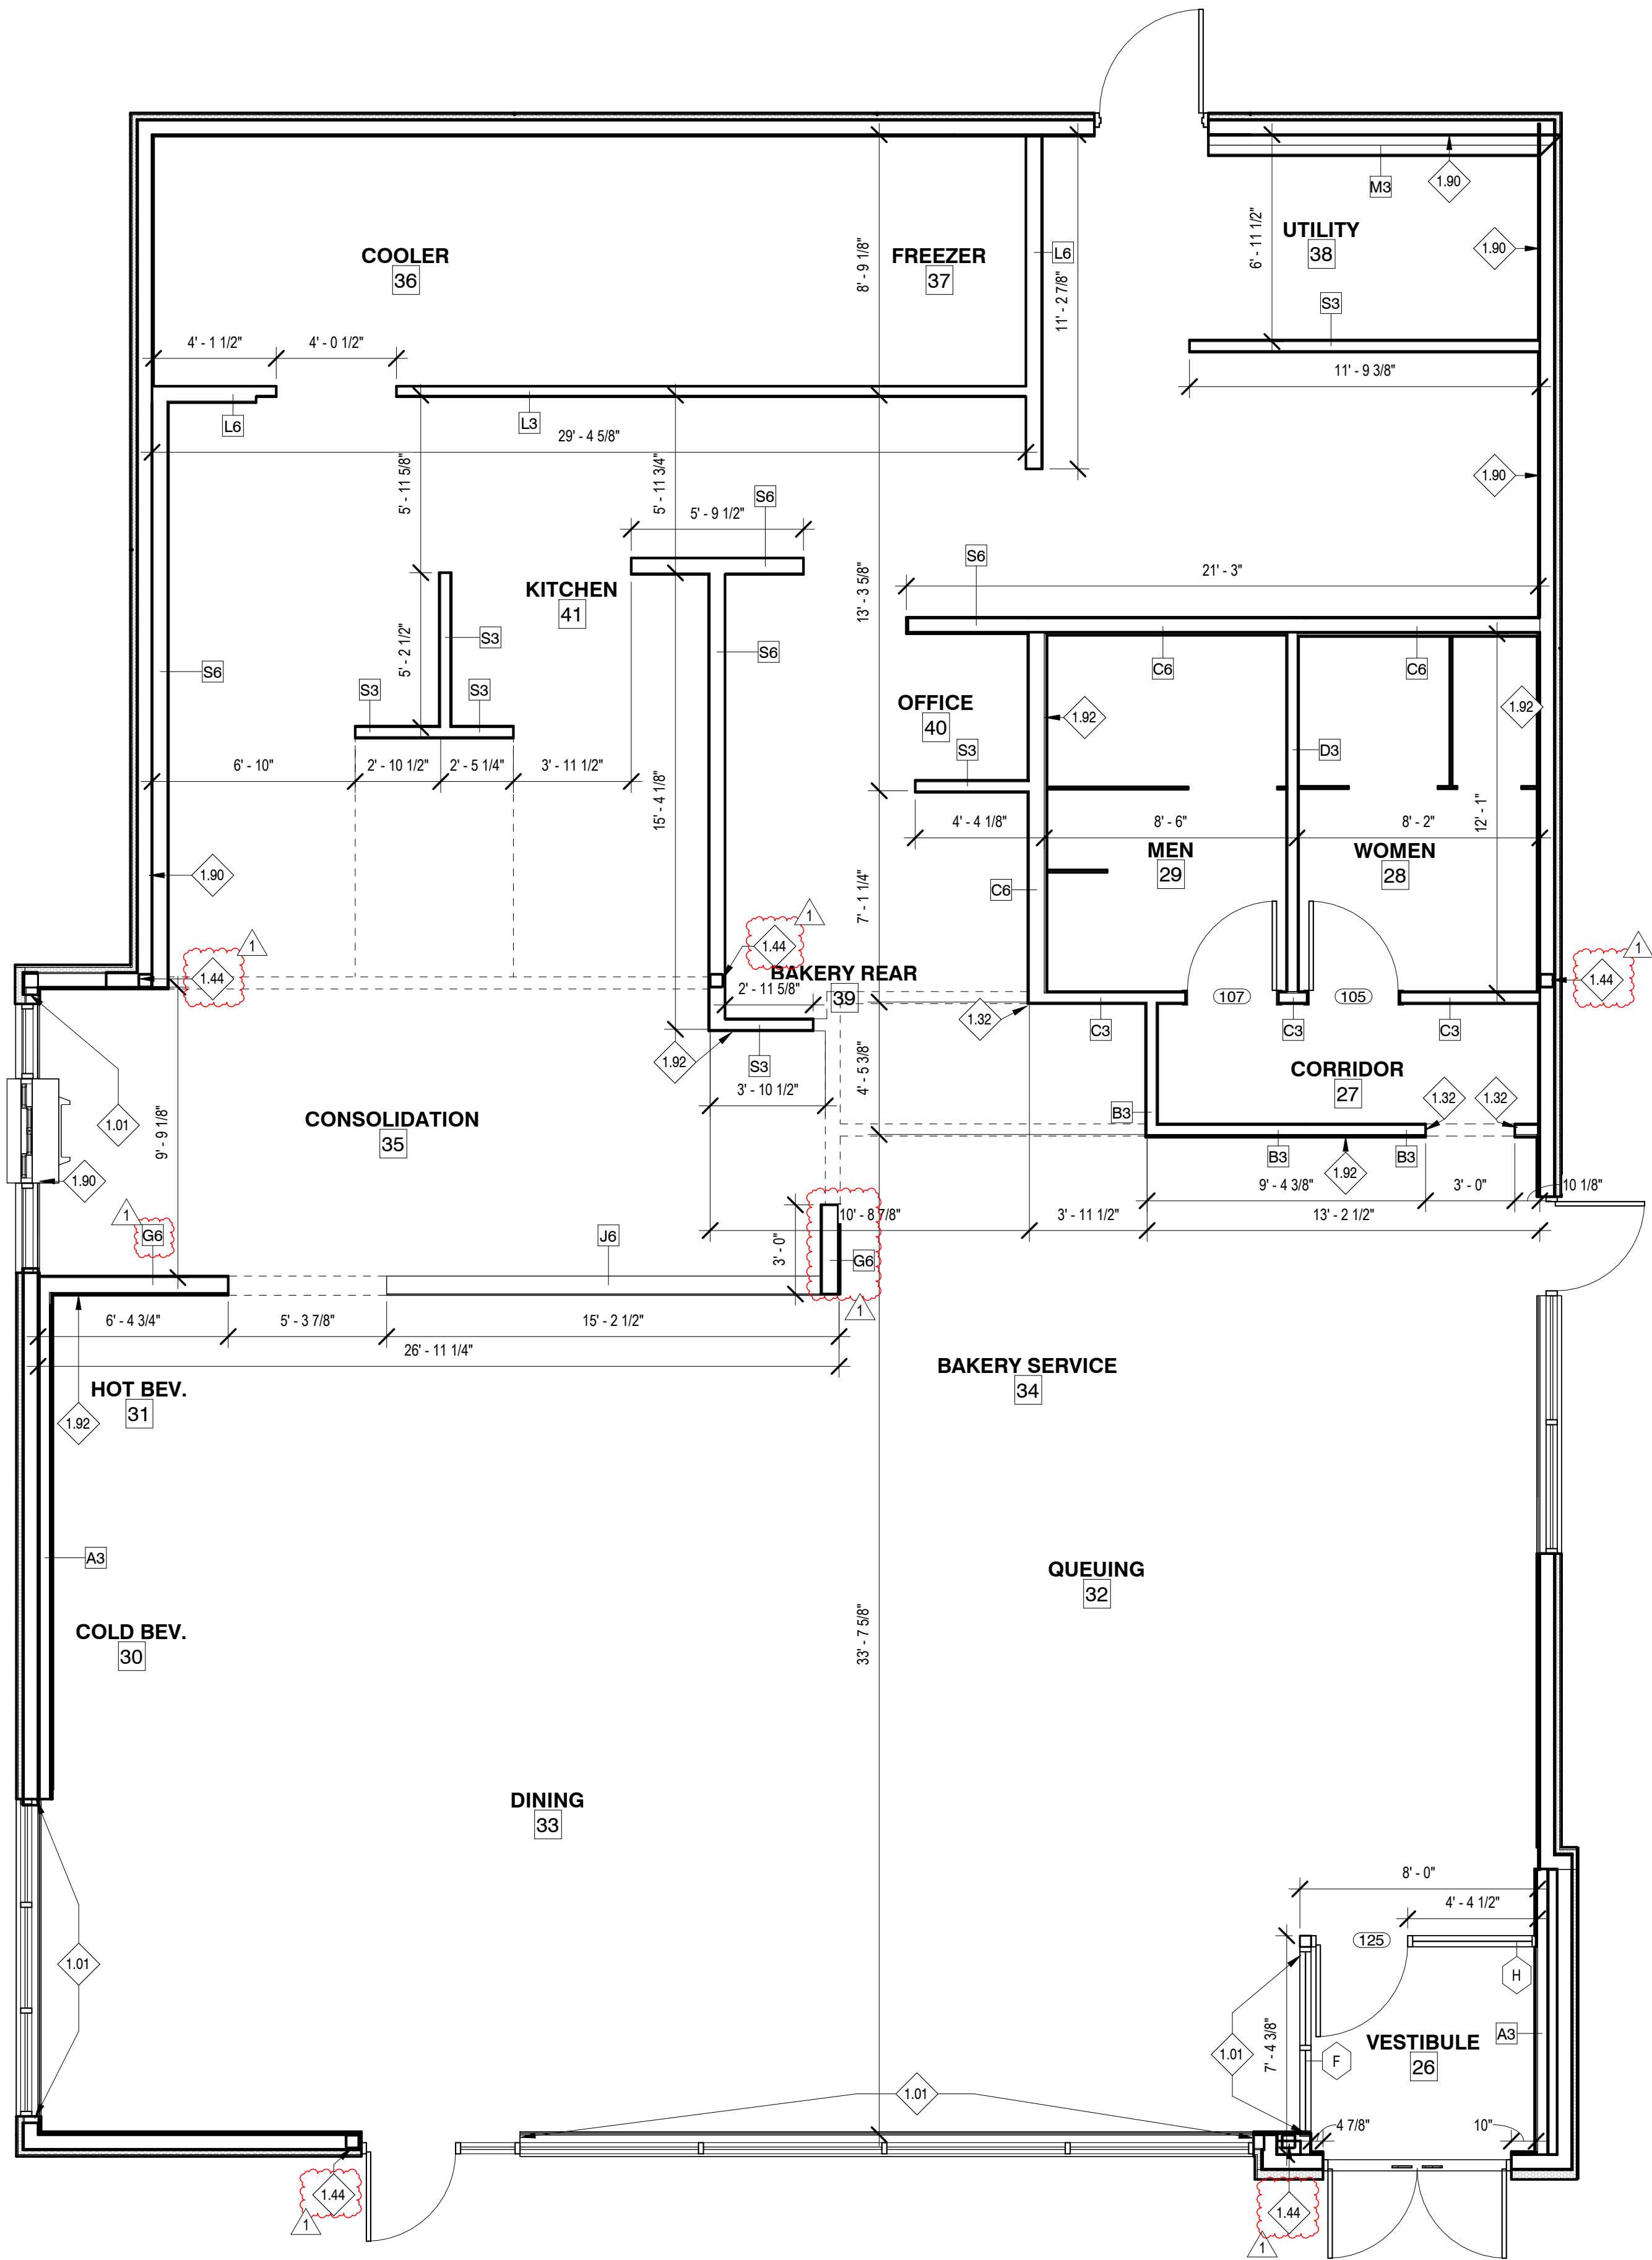 M3
1.90
UTILITY
38
6' - 11 1/2"
1.90
COOLER
36
8' - 9 1/8"
FREEZER
37
L6
11' - 2 7/8"
S3
4' - 1 1/2"
4' - 0 1/2"
11' - 9 3/8"
L6
L3
29' - 4 5/8"
5' - 11 5/8"
5' - 11 3/4"
1.90
S6
5' - 9 1/2"
S6
21' - 3"
KITCHEN
41
13' - 3 5/8"
5' - 2 1/2"
S3
S6
S6
C6
C6
S3
S3
OFFICE
40
1.92
1.92
D3
S3
6' - 10"
2' - 10 1/2"
2' - 5 1/4"
3' - 11 1/2"
15' - 4 1/8"
4' - 4 1/8"
8' - 6"
8' - 2"
12' - 1"
MEN
29
WOMEN
28
1.90
C6
7' - 1 1/4"
1
1.44
1
1.44
1
1.44
BAKERY REAR
39
2' - 11 5/8"
107
105
1.32
C3
C3
C3
1.92
S3
4' - 5 3/8"
CORRIDOR
27
3' - 10 1/2"
1.32
1.32
1.01
9' - 9 1/8"
CONSOLIDATION
35
B3
B3
B3
1.92
1.90
9' - 4 3/8"
3' - 0"
10 1/8"
1
G6
10' - 8 7/8"
3' - 11 1/2"
13' - 2 1/2"
J6
3' - 0"
G6
1
6' - 4 3/4"
5' - 3 7/8"
15' - 2 1/2"
26' - 11 1/4"
BAKERY SERVICE
34
HOT BEV.
31
1.92
A3
QUEUING
32
COLD BEV.
30
33' - 7 5/8"
DINING
33
8' - 0"
4' - 4 1/2"
125
1.01
H
7' - 4 3/8"
A3
VESTIBULE
26
1.01
F
1.01
4 7/8"
10"
1.44
1
1.44
1